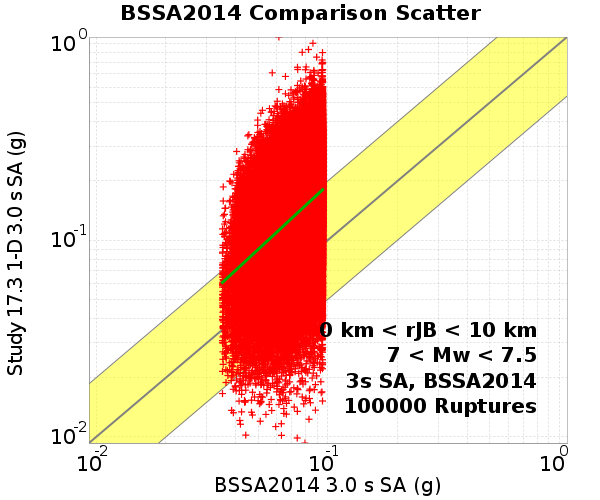 BSSA2014 Comparison Scatter
Study 17.3 1-D 3.0 s SA (g)
10^0
10^-1
10^-2
0 km < rJB < 10 km
7 < Mw < 7.5
3s SA, BSSA2014
100000 Ruptures
10^-2 10^-1 10^0
BSSA2014 3.0 s SA (g)